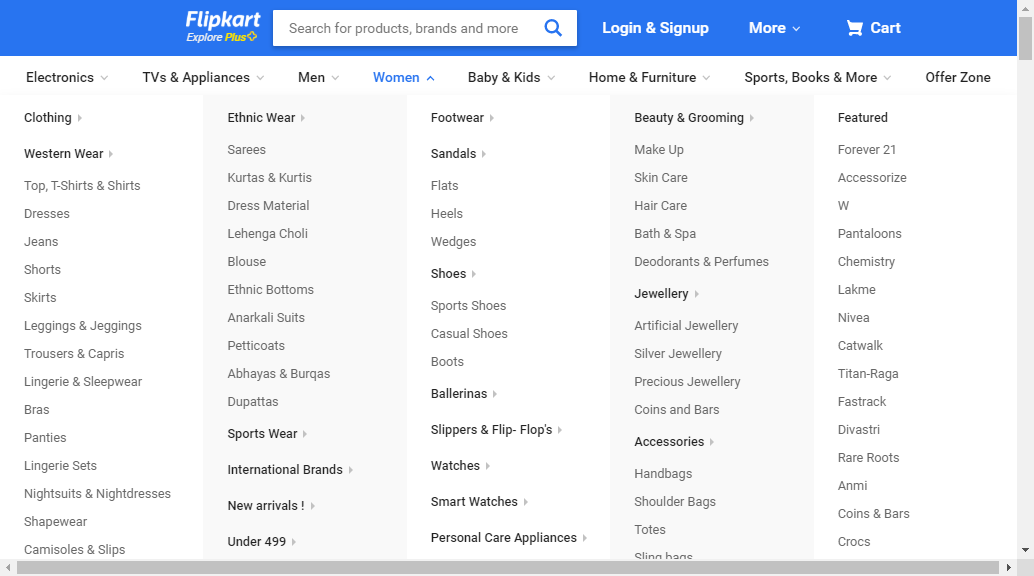 Flipkart
Explore Plus
Search for products, brands and more
Login & Signup
More
Cart
Electronics
TVs & Appliances
Men
Women
Baby & Kids
Home & Furniture
Sports, Books & More
Offer Zone
Clothing
Western Wear
Top, T-Shirts & Shirts
Dresses
Jeans
Shorts
Skirts
Leggings & Jeggings
Trousers & Capris
Lingerie & Sleepwear
Bras
Panties
Lingerie Sets
Nightsuits & Nightdresses
Shapewear
Camisoles & Slips
Ethnic Wear
Sarees
Kurtas & Kurtis
Dress Material
Lehenga Choli
Blouse
Ethnic Bottoms
Anarkali Suits
Petticoats
Abhayas & Burqas
Dupattas
Sports Wear
International Brands
New arrivals !
Under 499
Footwear
Sandals
Flats
Heels
Wedges
Shoes
Sports Shoes
Casual Shoes
Boots
Ballerinas
Slippers & Flip- Flop's
Watches
Smart Watches
Personal Care Appliances
Beauty & Grooming
Make Up
Skin Care
Hair Care
Bath & Spa
Deodorants & Perfumes
Jewellery
Artificial Jewellery
Silver Jewellery
Precious Jewellery
Coins and Bars
Accessories
Handbags
Shoulder Bags
Totes
Sling bags
Featured
Forever 21
Accessorize
W
Pantaloons
Chemistry
Lakme
Nivea
Catwalk
Titan-Raga
Fastrack
Divastri
Rare Roots
Anmi
Coins & Bars
Crocs